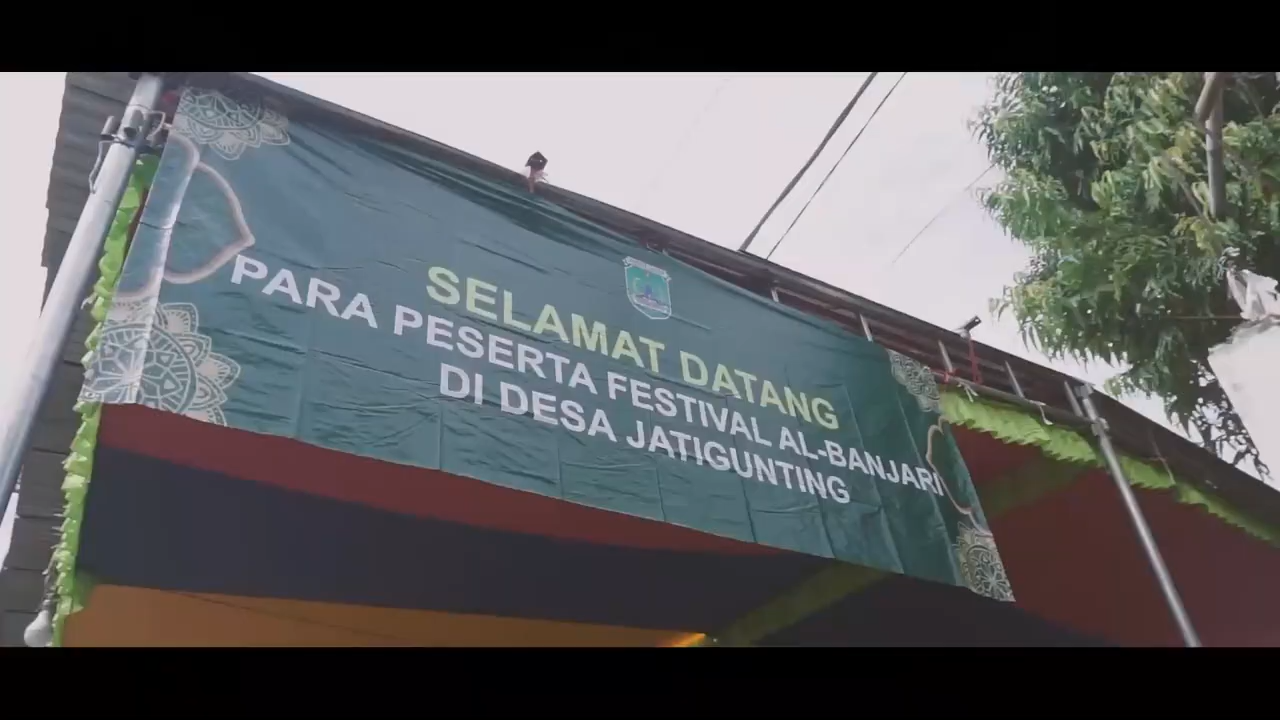 SELAMAT DATANG
PARA PESERTA FESTIVAL AL-BANJARI
DI DESA JATIGUNTING